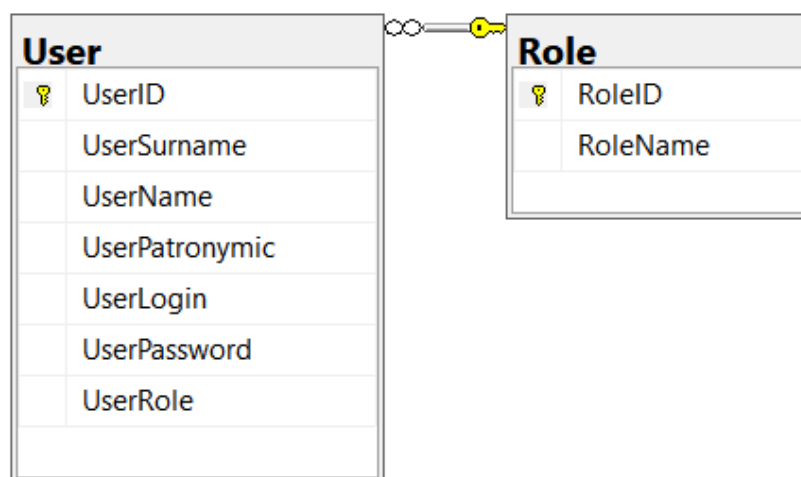 User
UserID
UserSurname
UserName
UserPatronymic
UserLogin
UserPassword
UserRole
Role
RoleID
RoleName